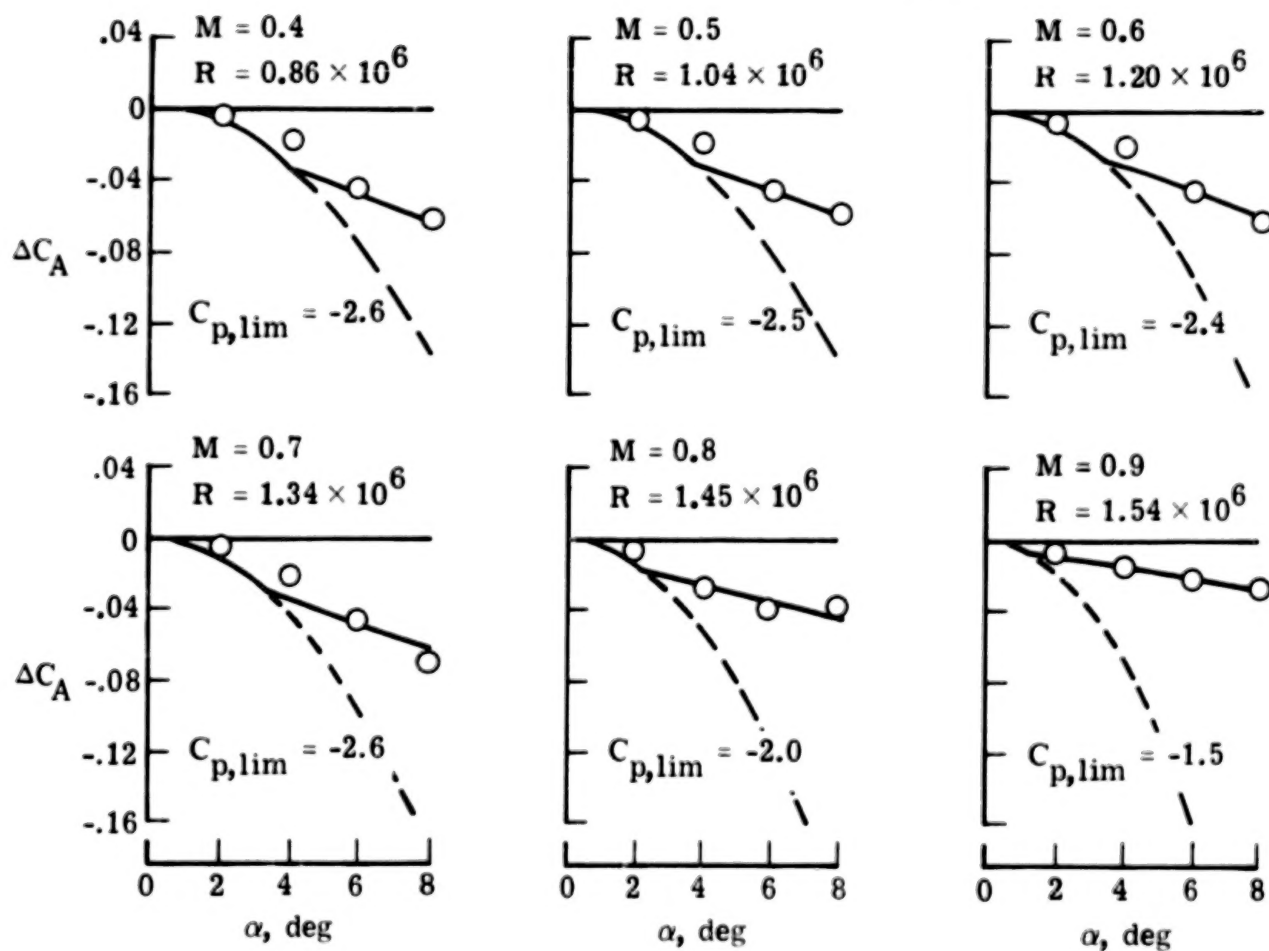 .04
0
-.04
-.08
-.12
-.16
ΔC_A
M = 0.4
R = 0.86 × 10^6
C_p,lim = -2.6
M = 0.5
R = 1.04 × 10^6
C_p,lim = -2.5
M = 0.6
R = 1.20 × 10^6
C_p,lim = -2.4
.04
0
-.04
-.08
-.12
-.16
ΔC_A
M = 0.7
R = 1.34 × 10^6
C_p,lim = -2.6
0 2 4 6 8
α, deg
M = 0.8
R = 1.45 × 10^6
C_p,lim = -2.0
0 2 4 6 8
α, deg
M = 0.9
R = 1.54 × 10^6
C_p,lim = -1.5
0 2 4 6 8
α, deg